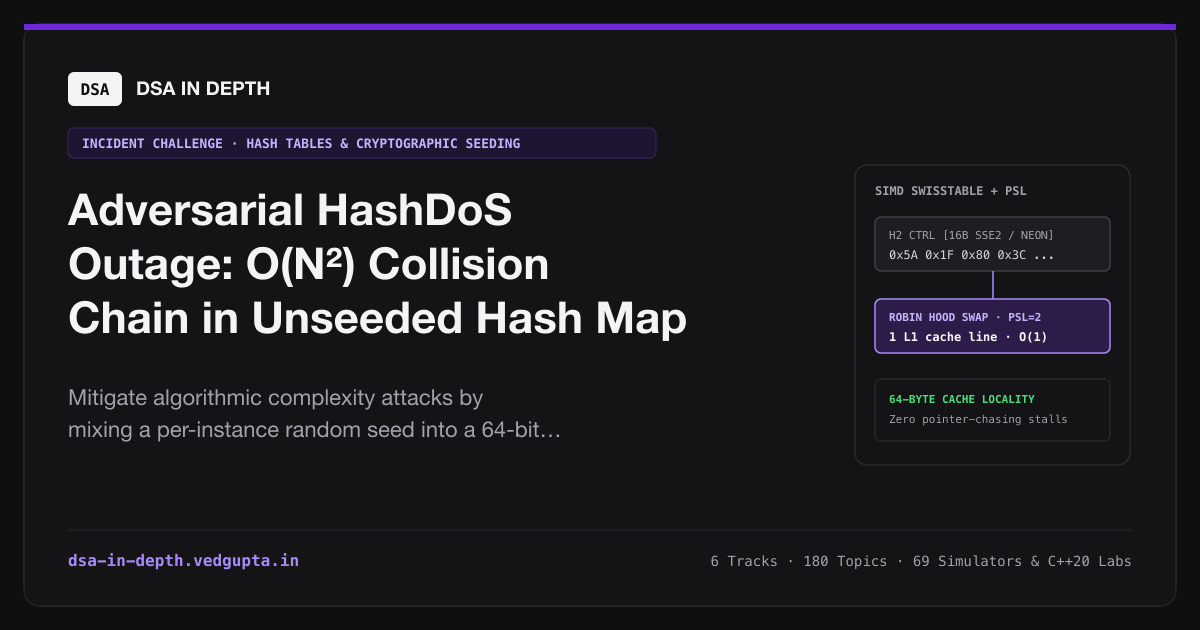 DSA DSA IN DEPTH
INCIDENT CHALLENGE · HASH TABLES & CRYPTOGRAPHIC SEEDING
Adversarial HashDoS
Outage: O(N²) Collision
Chain in Unseeded Hash Map
Mitigate algorithmic complexity attacks by
mixing a per-instance random seed into a 64-bit…
SIMD SWISSTABLE + PSL
H2 CTRL [16B SSE2 / NEON]
0x5A 0x1F 0x80 0x3C ...
ROBIN HOOD SWAP · PSL=2
1 L1 cache line · O(1)
64-BYTE CACHE LOCALITY
Zero pointer-chasing stalls
dsa-in-depth.vedgupta.in
6 Tracks · 180 Topics · 69 Simulators & C++20 Labs